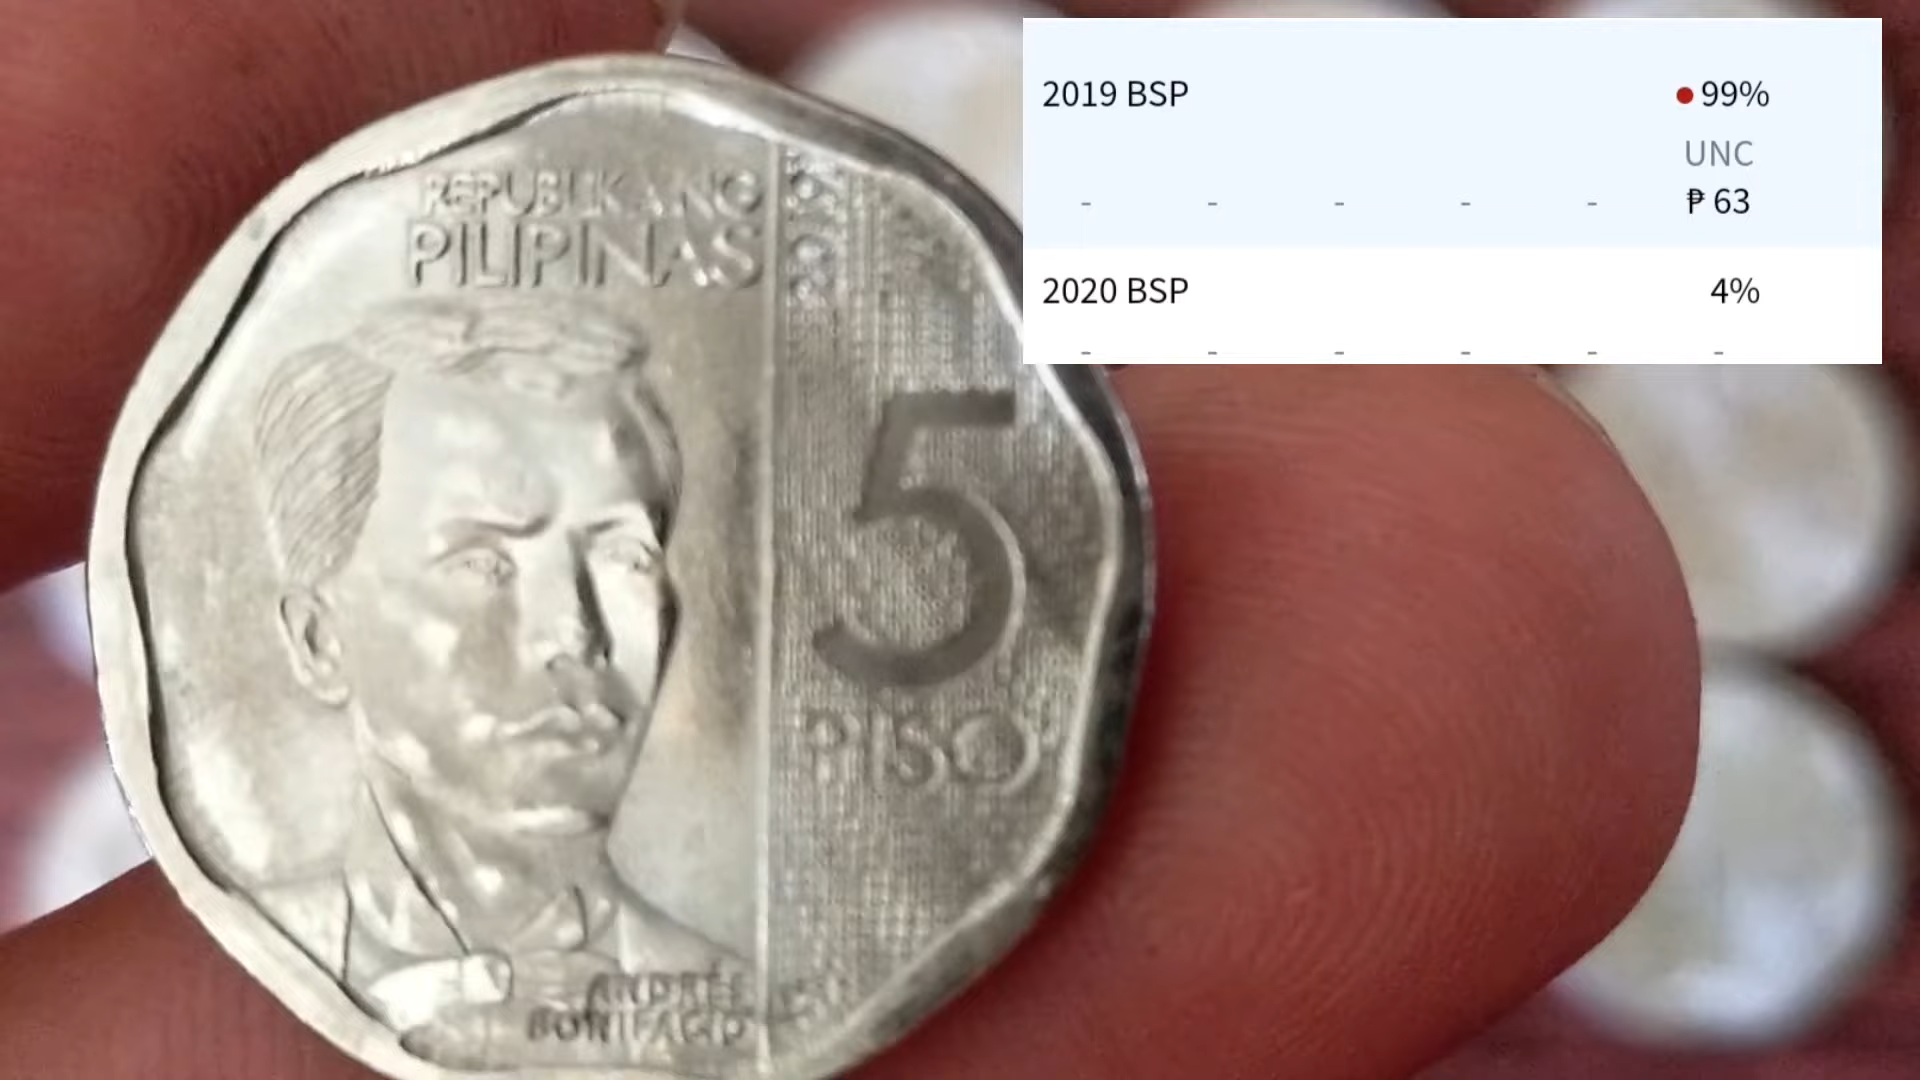 REPUBLIKA NG
PILIPINAS
2019
5
PISO
ANDRES
BONIFACIO
2019 BSP
99%
UNC
- - - - - ₱ 63
2020 BSP
4%
- - - - - -